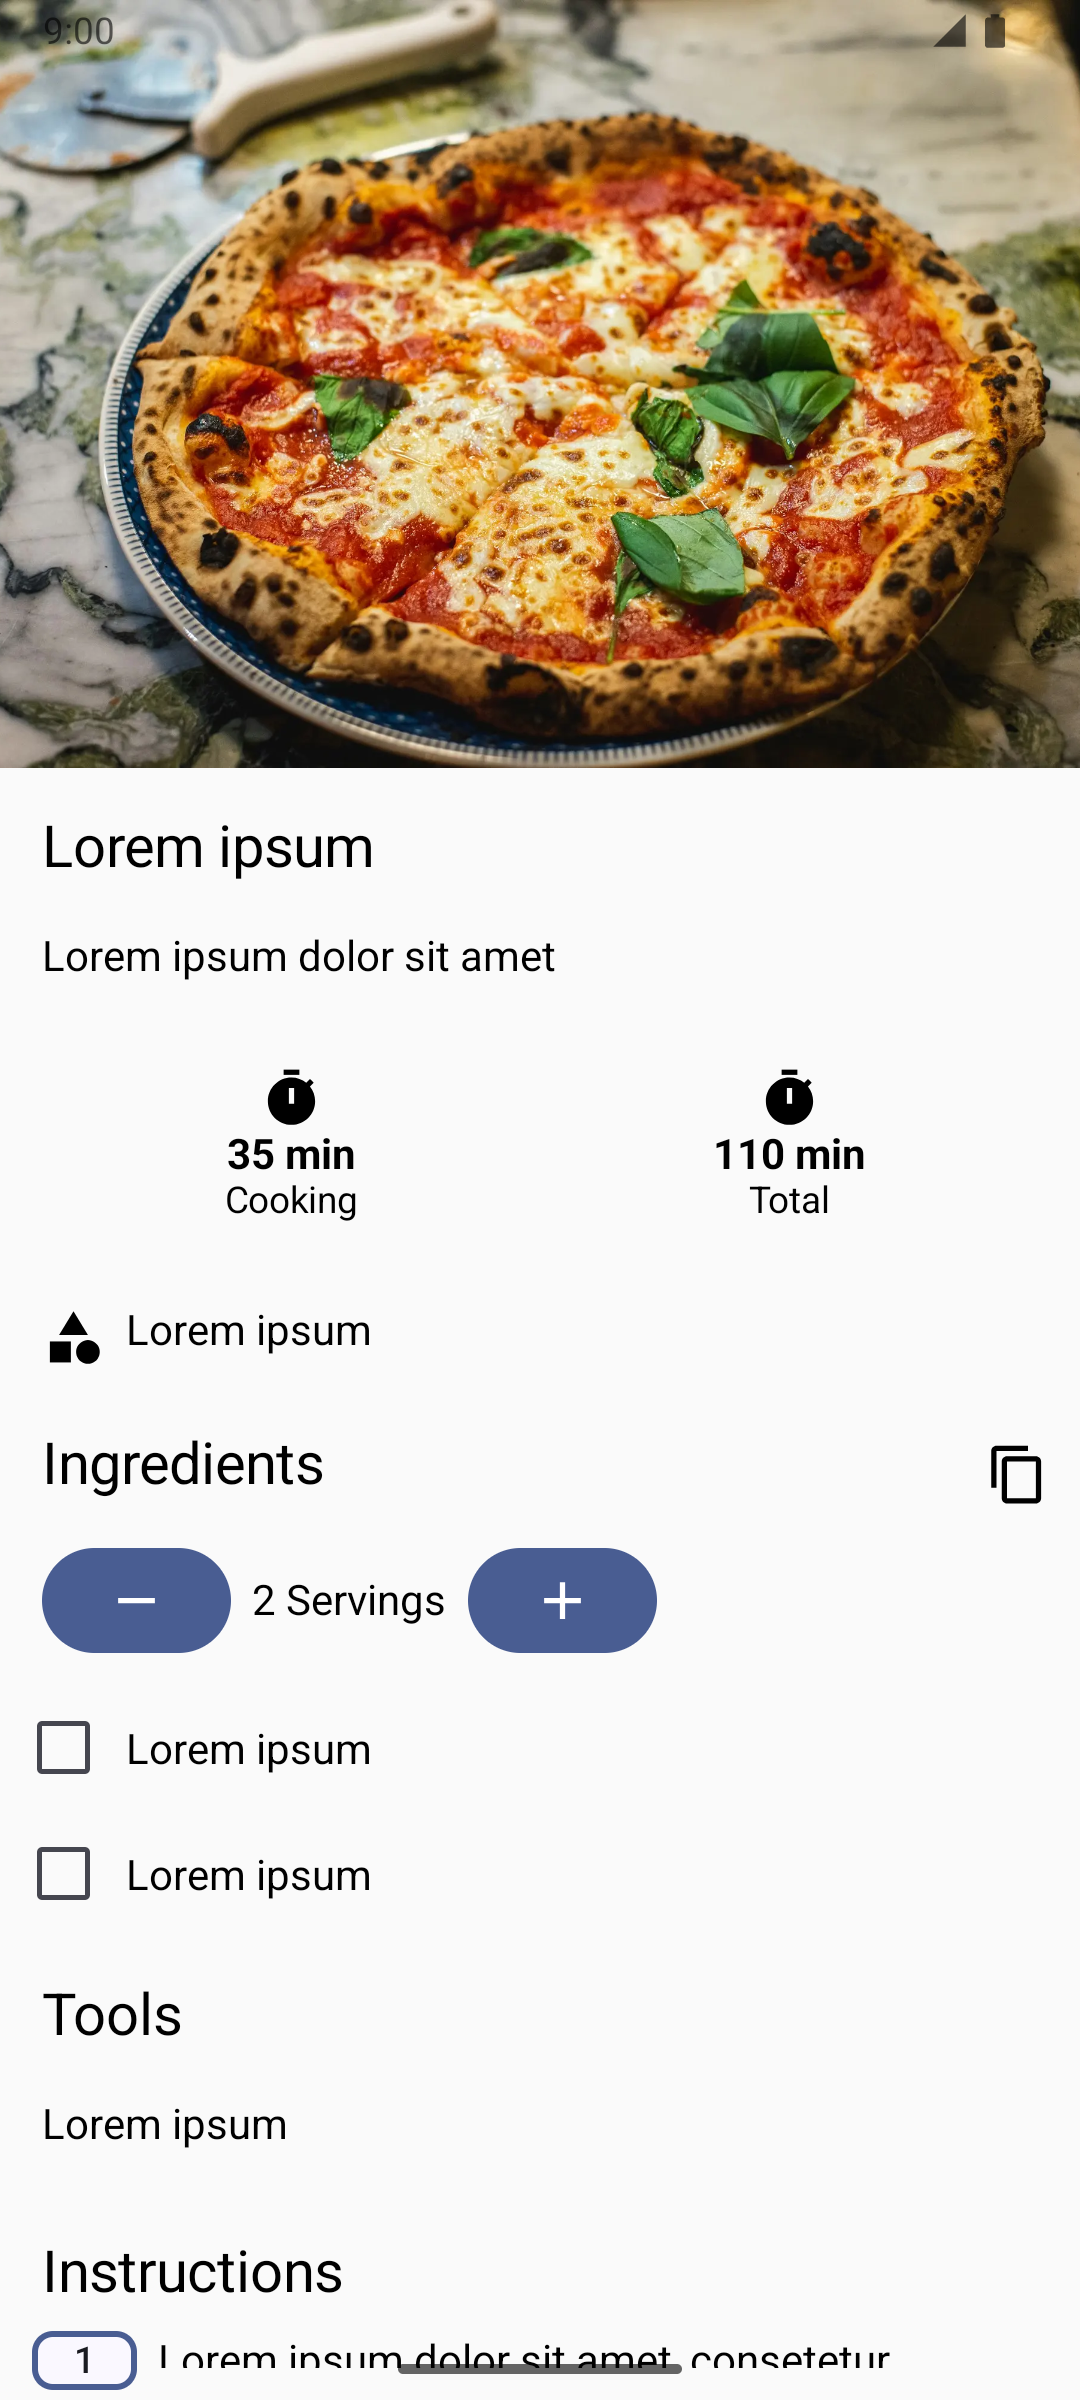 9:00
Lorem ipsum
Lorem ipsum dolor sit amet
35 min
Cooking
110 min
Total
Lorem ipsum
Ingredients
2 Servings
Lorem ipsum
Lorem ipsum
Tools
Lorem ipsum
Instructions
1 Lorem ipsum dolor sit amet, consetetur